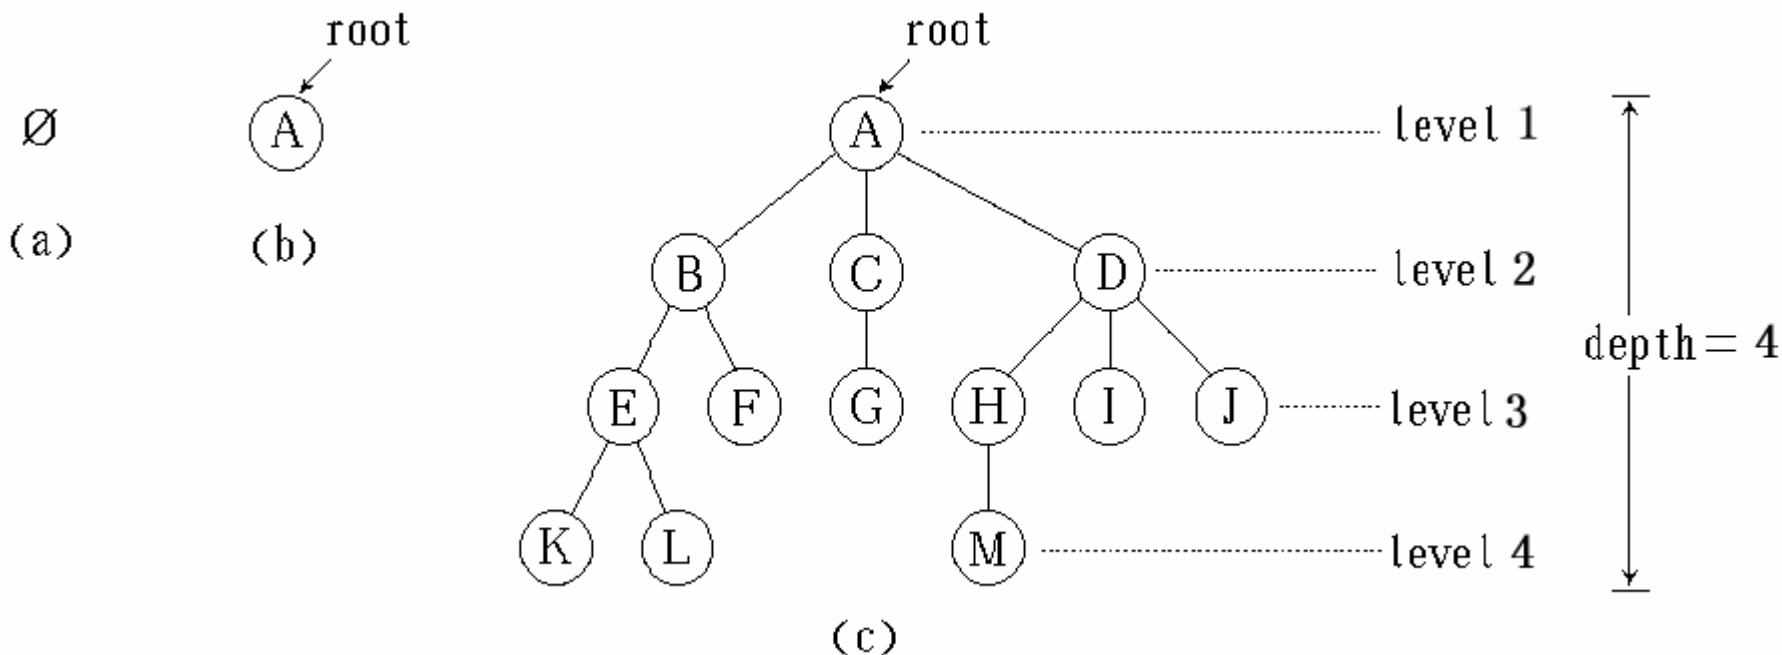 root
root
Ø
A
A
level 1
(a)
(b)
B
C
D
level 2
depth=4
E
F
G
H
I
J
level 3
K
L
M
level 4
(c)